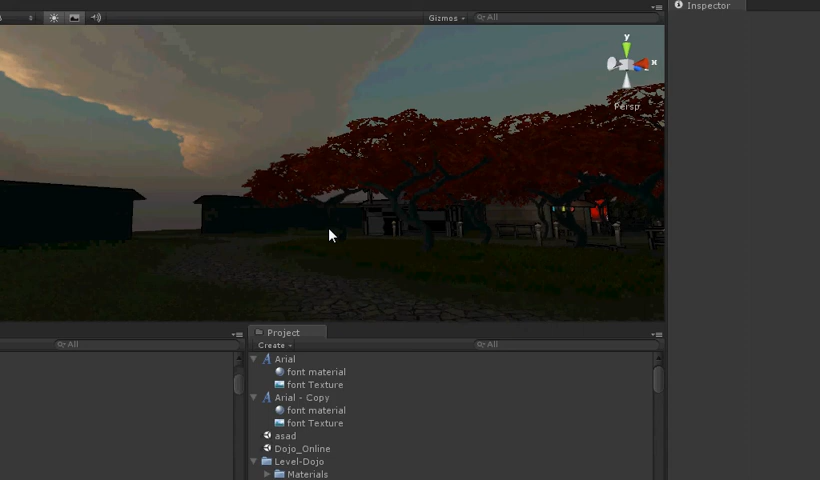 Inspector
Gizmos
All
y
x
Persp
All
Project
Create
All
Arial
font material
font Texture
Arial - Copy
font material
font Texture
asad
Dojo_Online
Level-Dojo
Materials